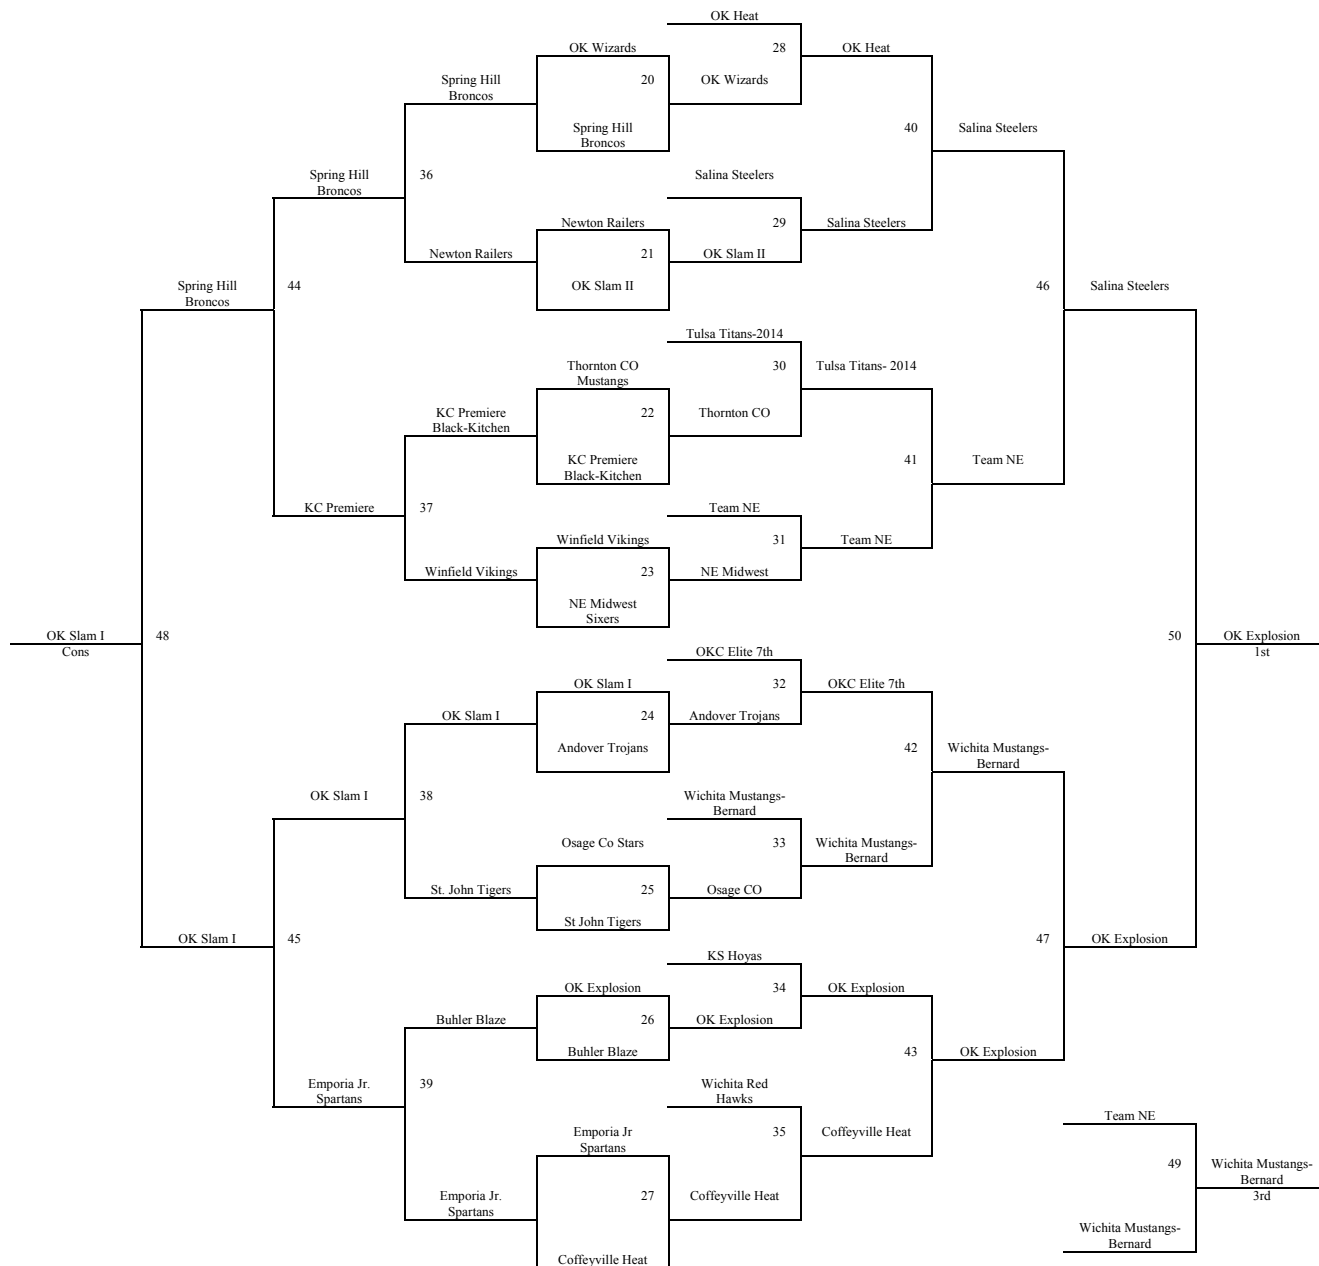 OK Heat
OK Wizards
28
OK Heat
Spring Hill
Broncos
20
OK Wizards
Spring Hill
Broncos
40
Salina Steelers
Spring Hill
Broncos
36
Salina Steelers
Newton Railers
29
Salina Steelers
Newton Railers
21
OK Slam II
Spring Hill
Broncos
44
OK Slam II
46
Salina Steelers
Tulsa Titans-2014
Thornton CO
Mustangs
30
Tulsa Titans- 2014
KC Premiere
Black-Kitchen
22
Thornton CO
KC Premiere
Black-Kitchen
41
Team NE
KC Premiere
37
Team NE
Winfield Vikings
31
Team NE
Winfield Vikings
23
NE Midwest
NE Midwest
Sixers
OK Slam I
Cons
48
50
OK Explosion
1st
OKC Elite 7th
OK Slam I
32
OKC Elite 7th
OK Slam I
24
Andover Trojans
Andover Trojans
42
Wichita Mustangs-
Bernard
OK Slam I
38
Wichita Mustangs-
Bernard
Osage Co Stars
33
Wichita Mustangs-
Bernard
St. John Tigers
25
Osage CO
St John Tigers
OK Slam I
45
47
OK Explosion
KS Hoyas
OK Explosion
34
OK Explosion
Buhler Blaze
26
OK Explosion
Buhler Blaze
43
OK Explosion
Emporia Jr.
Spartans
39
Wichita Red
Hawks
Team NE
Emporia Jr
Spartans
35
Coffeyville Heat
49
Wichita Mustangs-
Bernard
3rd
Emporia Jr.
Spartans
27
Coffeyville Heat
Wichita Mustangs-
Bernard
Coffeyville Heat